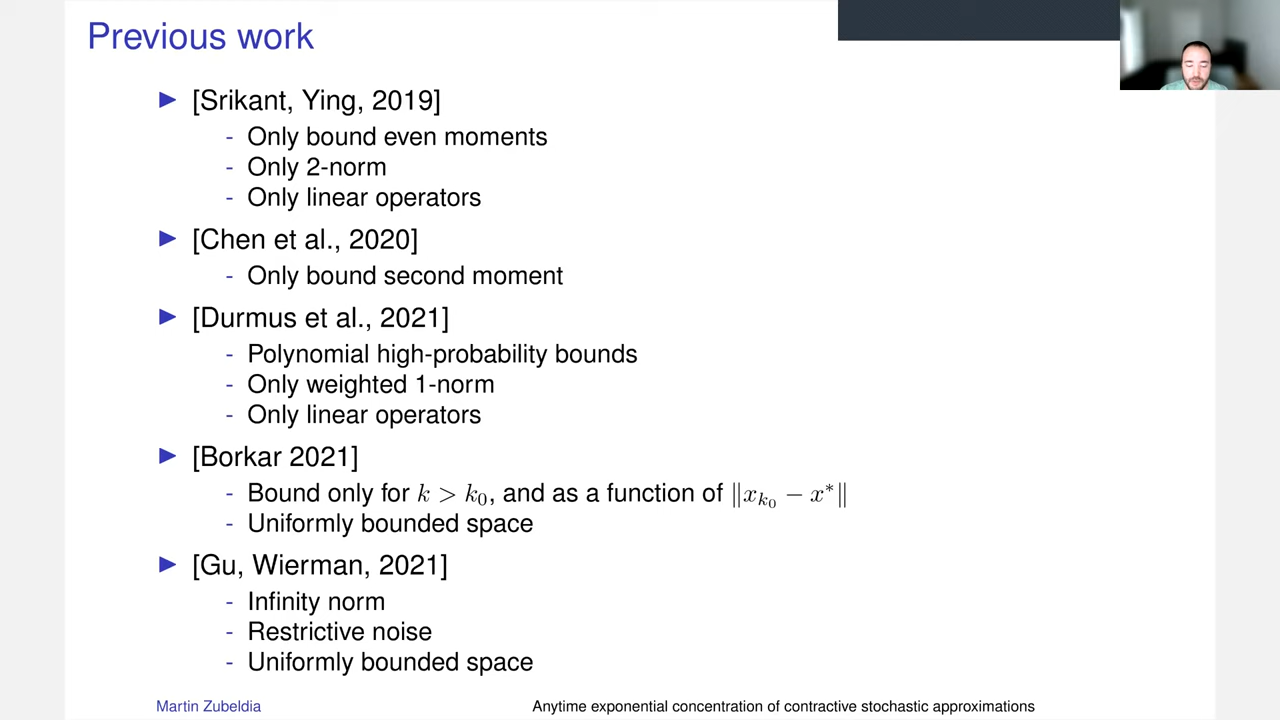 Previous work
▶ [Srikant, Ying, 2019]
- Only bound even moments
- Only 2-norm
- Only linear operators
▶ [Chen et al., 2020]
- Only bound second moment
▶ [Durmus et al., 2021]
- Polynomial high-probability bounds
- Only weighted 1-norm
- Only linear operators
▶ [Borkar 2021]
- Bound only for $k > k_0$, and as a function of $\|x_{k_0} - x^*\|$
- Uniformly bounded space
▶ [Gu, Wierman, 2021]
- Infinity norm
- Restrictive noise
- Uniformly bounded space
Martin Zubeldia Anytime exponential concentration of contractive stochastic approximations